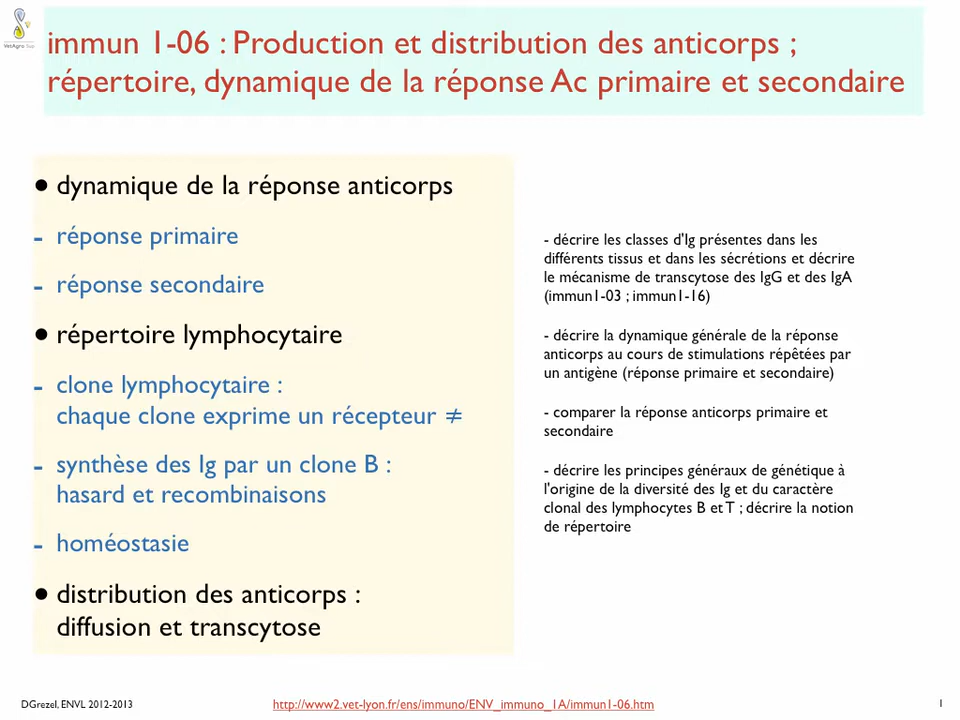 VetAgro Sup
immun 1-06 : Production et distribution des anticorps ;
répertoire, dynamique de la réponse Ac primaire et secondaire
• dynamique de la réponse anticorps
- réponse primaire
- réponse secondaire
• répertoire lymphocytaire
- clone lymphocytaire :
chaque clone exprime un récepteur ≠
- synthèse des Ig par un clone B :
hasard et recombinaisons
- homéostasie
• distribution des anticorps :
diffusion et transcytose
- décrire les classes d'Ig présentes dans les
différents tissus et dans les sécrétions et décrire
le mécanisme de transcytose des IgG et des IgA
(immun1-03 ; immun1-16)
- décrire la dynamique générale de la réponse
anticorps au cours de stimulations répêtées par
un antigène (réponse primaire et secondaire)
- comparer la réponse anticorps primaire et
secondaire
- décrire les principes généraux de génétique à
l'origine de la diversité des Ig et du caractère
clonal des lymphocytes B et T ; décrire la notion
de répertoire
DGrezel, ENVL 2012-2013
http://www2.vet-lyon.fr/ens/immuno/ENV_immuno_1A/immun1-06.htm
1